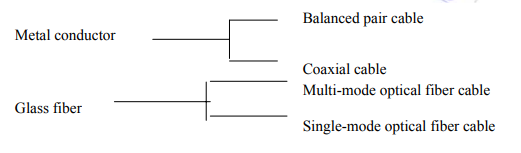 Balanced pair cable
Metal conductor
Coaxial cable
Multi-mode optical fiber cable
Glass fiber
Single-mode optical fiber cable